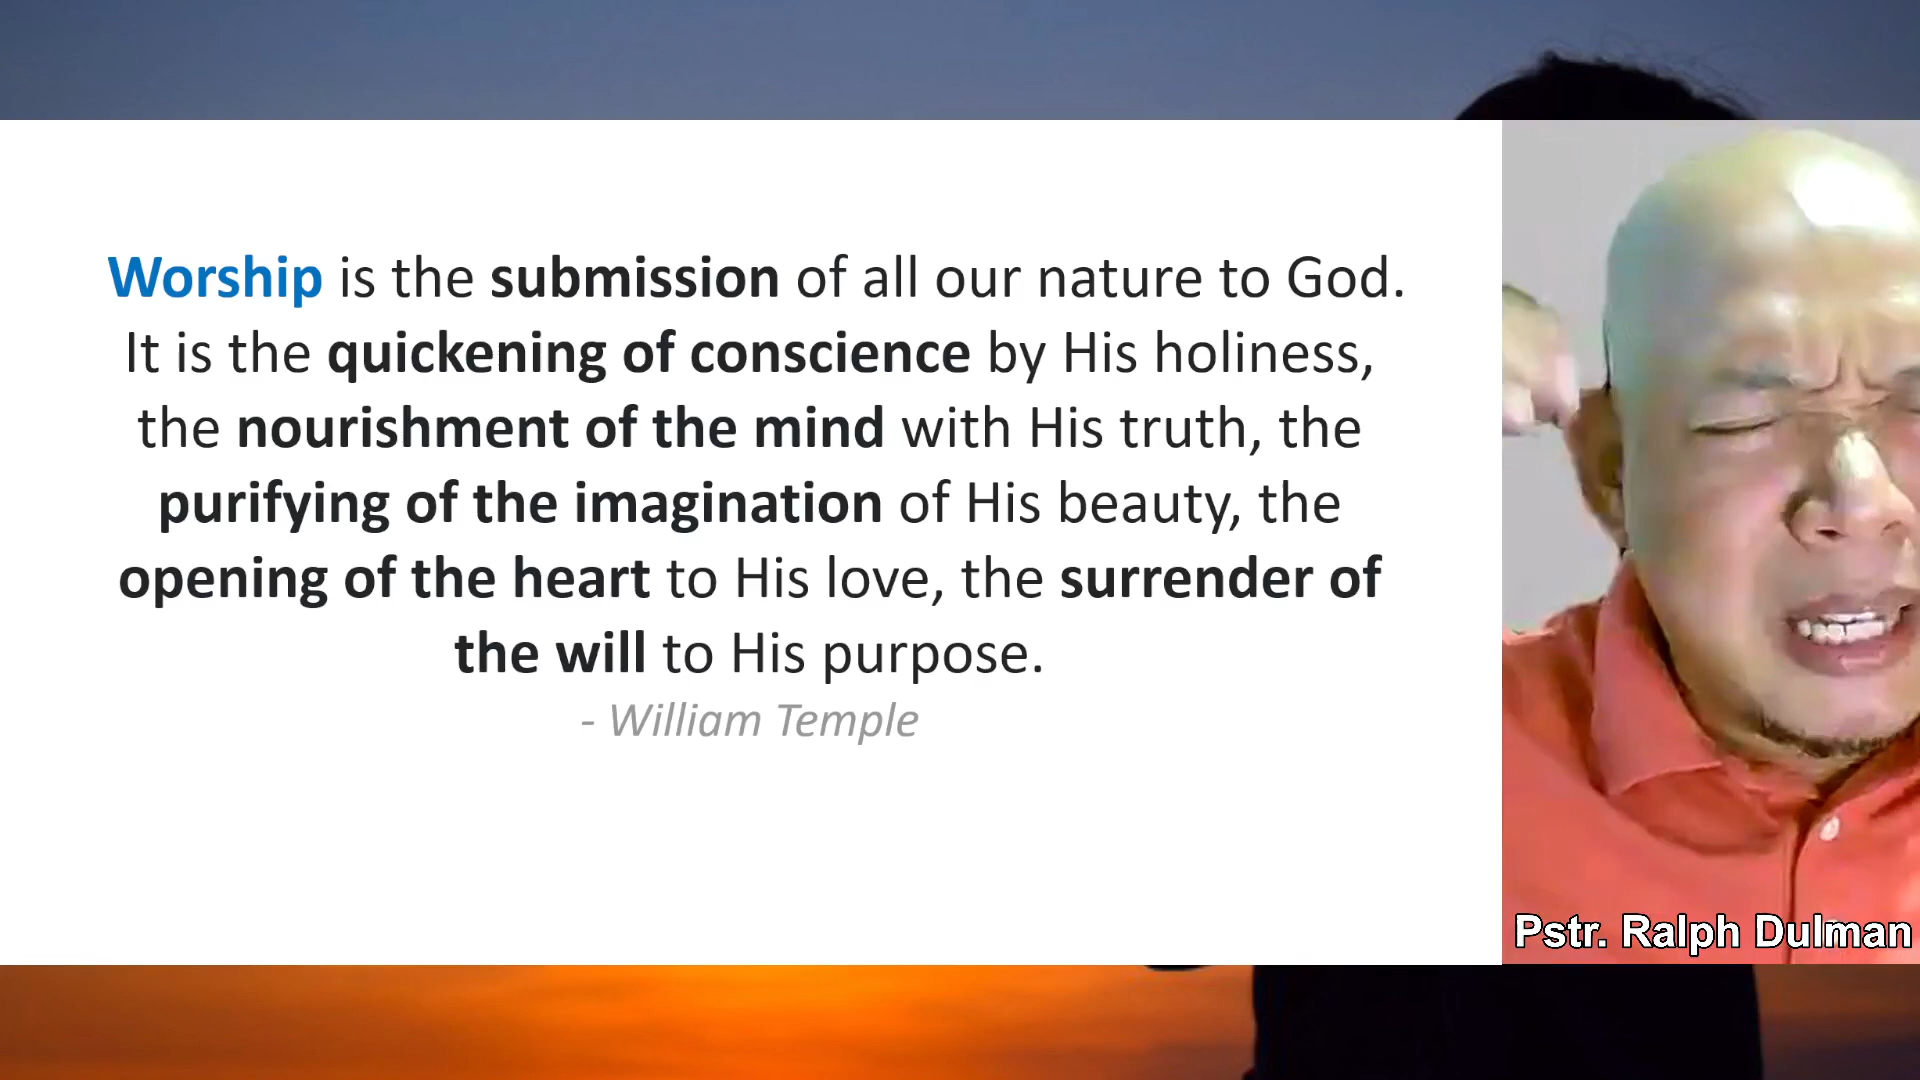 Worship is the submission of all our nature to God.
It is the quickening of conscience by His holiness,
the nourishment of the mind with His truth, the
purifying of the imagination of His beauty, the
opening of the heart to His love, the surrender of
the will to His purpose.
- William Temple
Pstr. Ralph Dulman